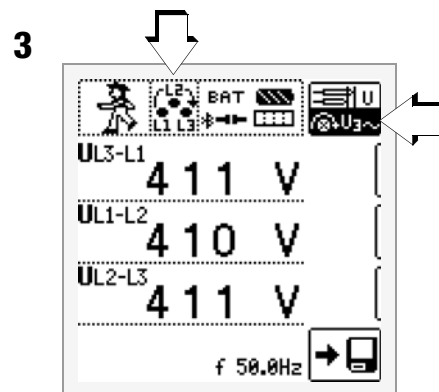 3
L2
L1 L3
BAT
U
U3~
UL3-L1
411 V
UL1-L2
410 V
UL2-L3
411 V
f 50.0Hz